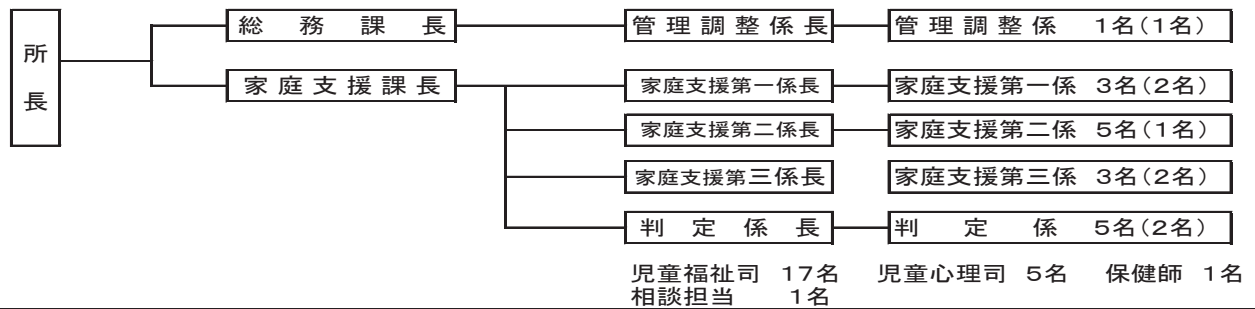 所長
総務課長 管理調整係長 管理調整係 1名(1名)
家庭支援課長 家庭支援第一係長 家庭支援第一係 3名(2名)
家庭支援第二係長 家庭支援第二係 5名(1名)
家庭支援第三係長 家庭支援第三係 3名(2名)
判定係長 判定係 5名(2名)
児童福祉司 17名 児童心理司 5名 保健師 1名
相談担当 1名